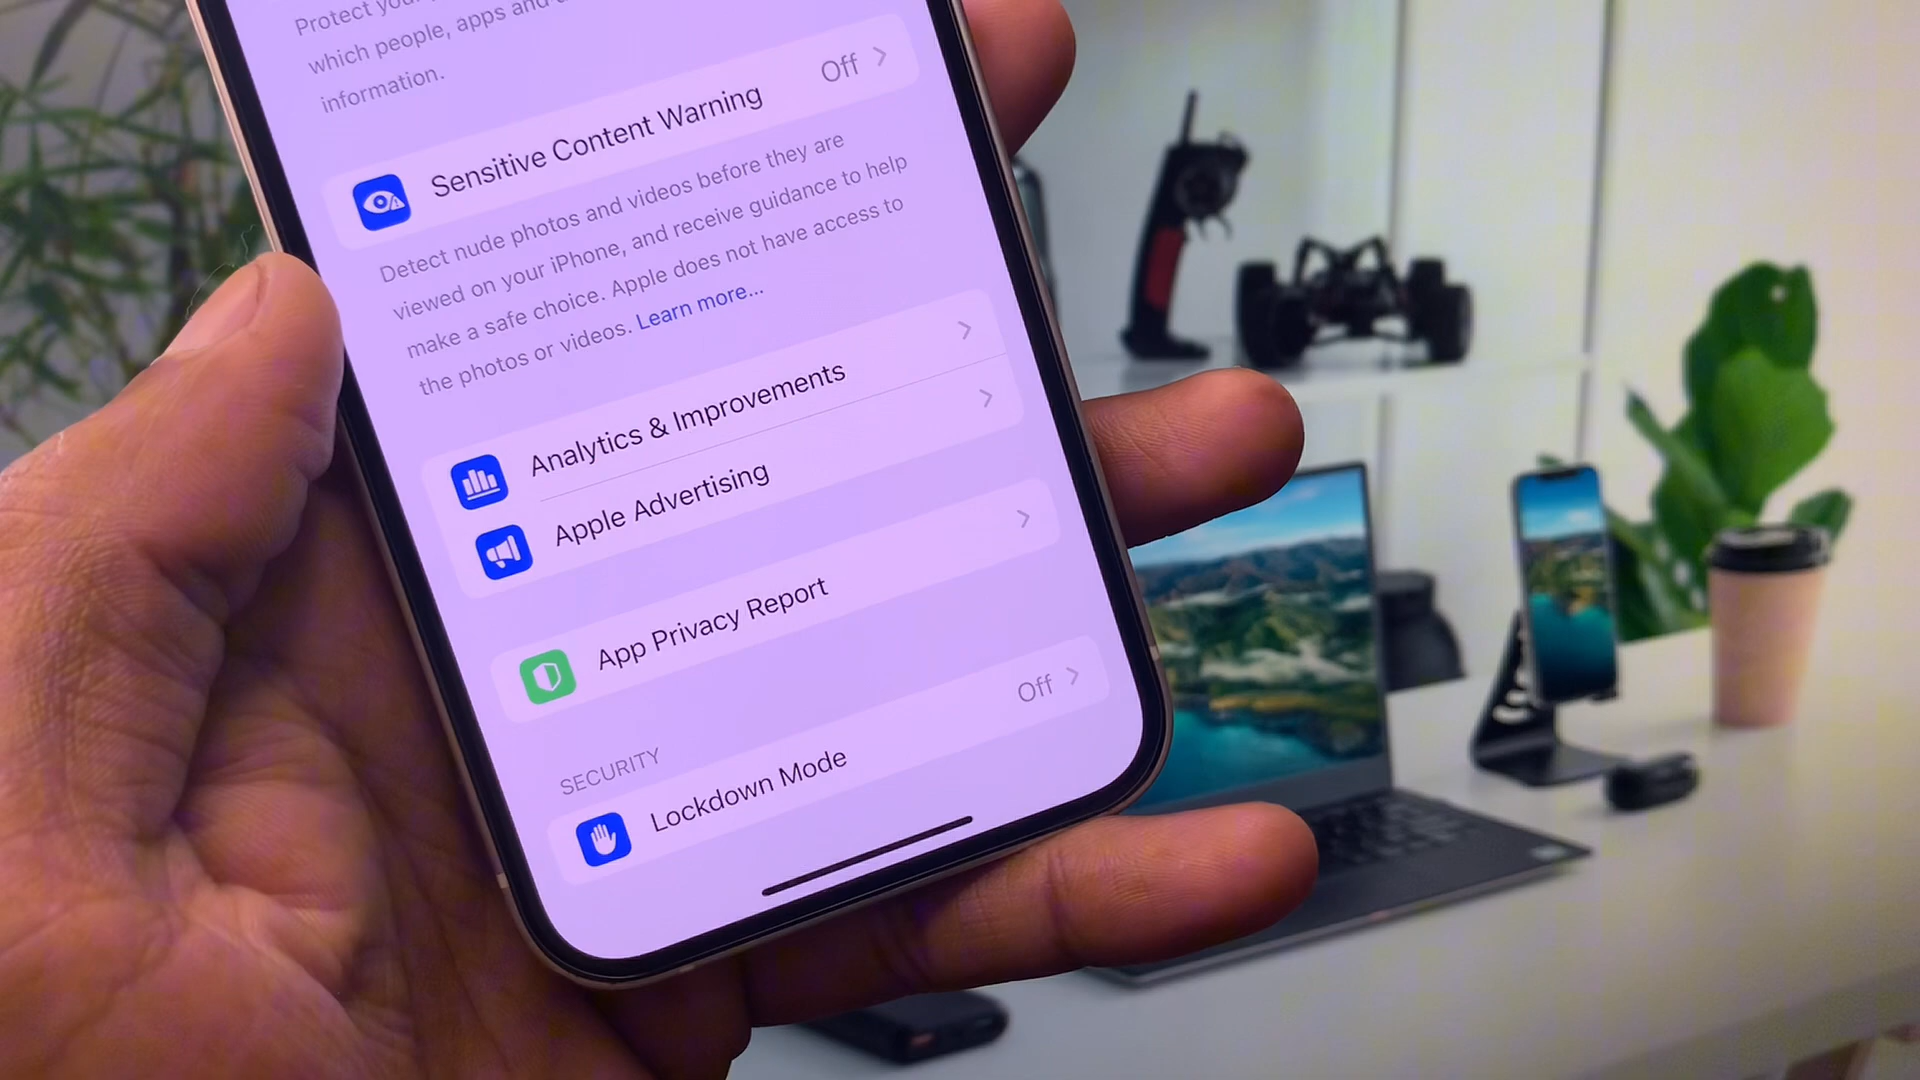 Protect your
which people, apps and
information.
Sensitive Content Warning
Off
Detect nude photos and videos before they are
viewed on your iPhone, and receive guidance to help
make a safe choice. Apple does not have access to
the photos or videos. Learn more...
Analytics & Improvements
Apple Advertising
App Privacy Report
SECURITY
Lockdown Mode
Off